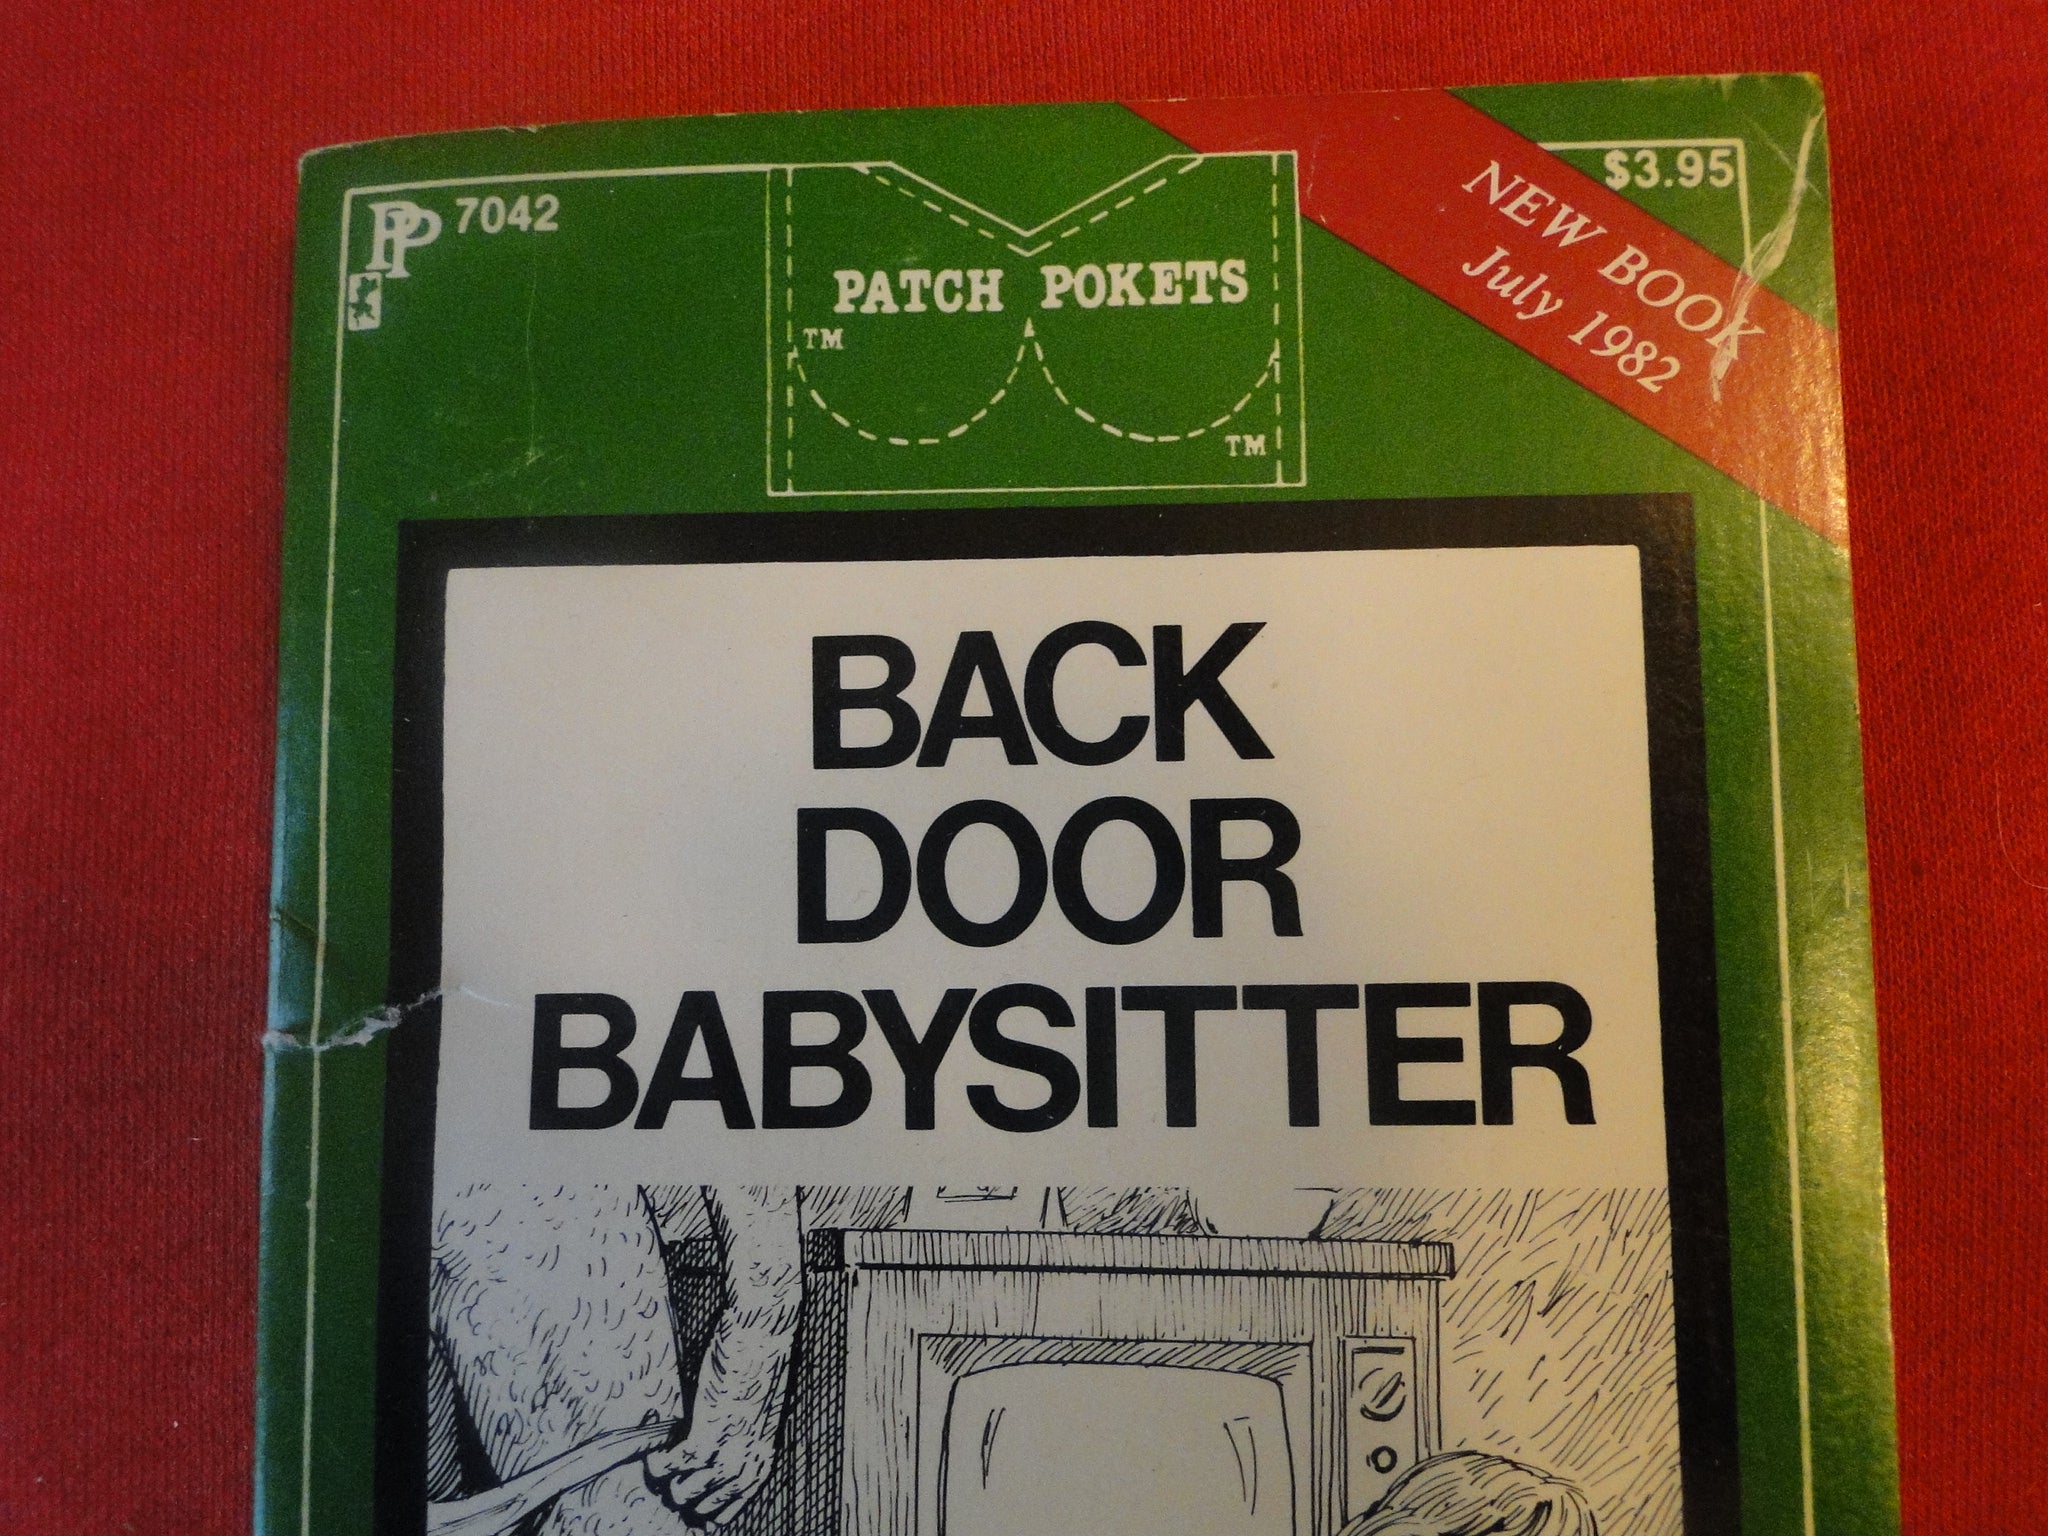 PP 7042
PATCH POKETS
TM
TM
$3.95
NEW BOOK
July 1982
BACK
DOOR
BABYSITTER